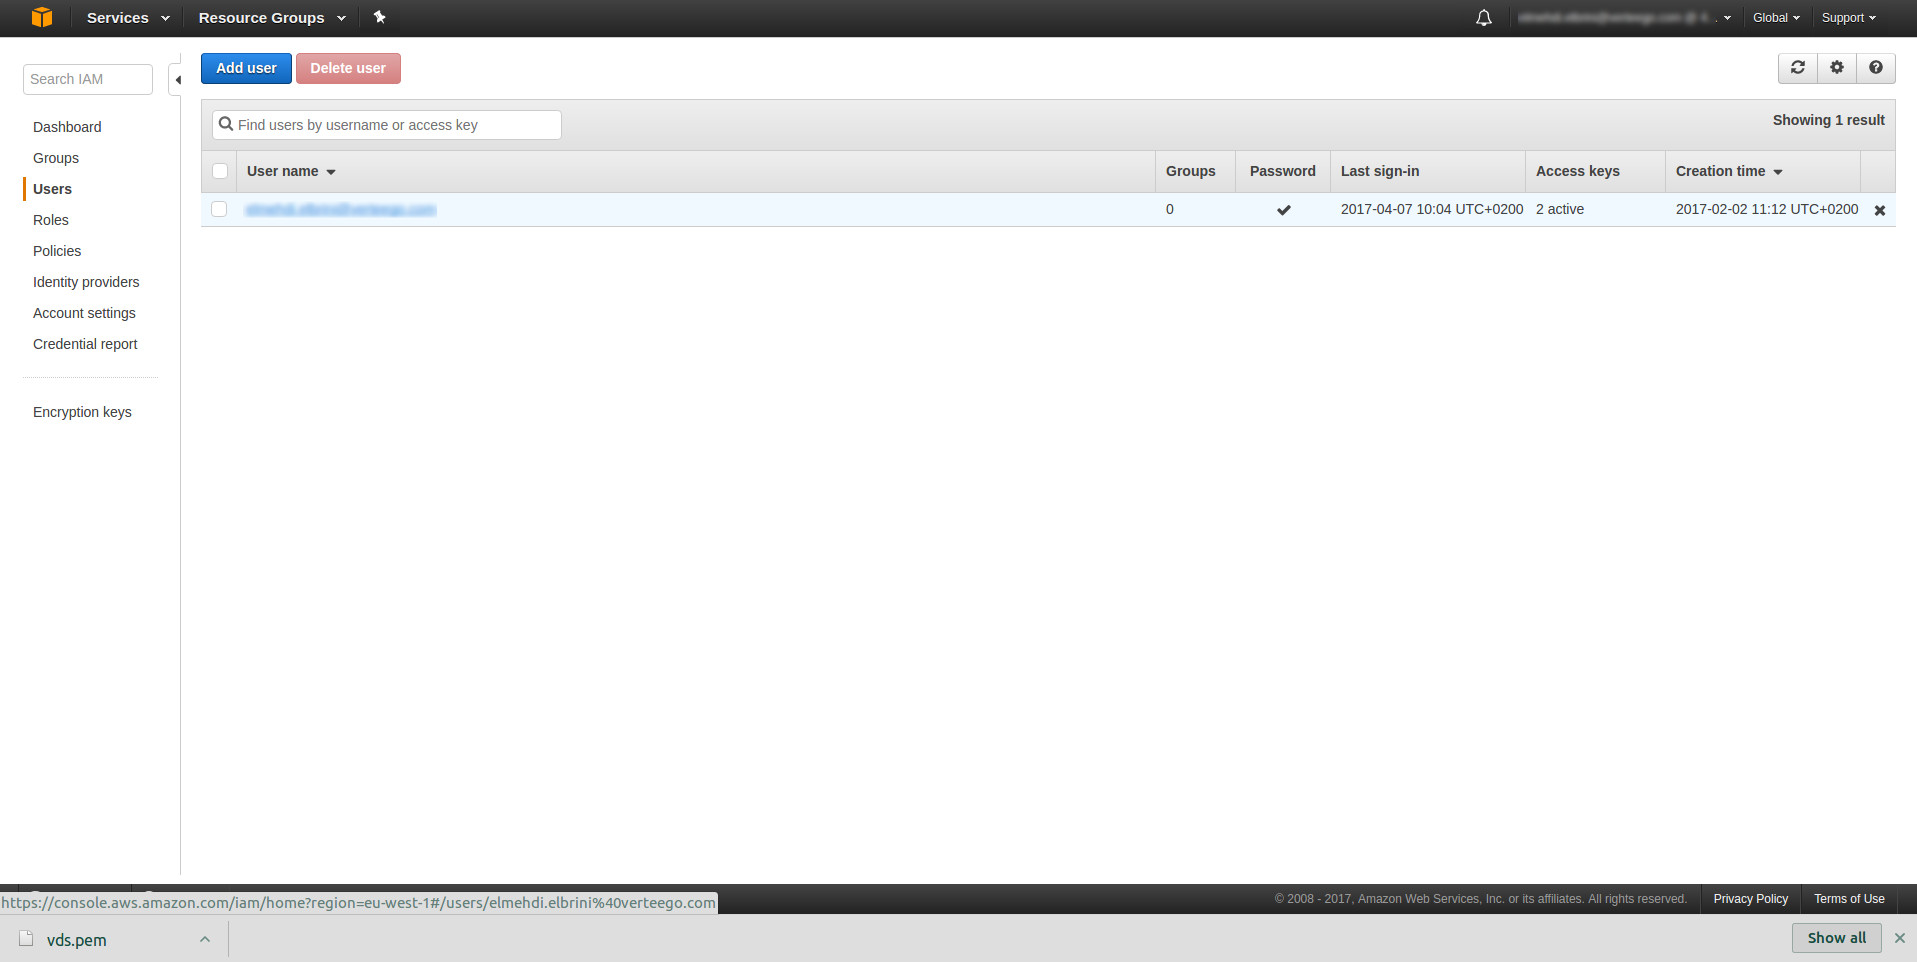 Services
Resource Groups
Global
Support
Search IAM
Dashboard
Groups
Users
Roles
Policies
Identity providers
Account settings
Credential report
Encryption keys
Add user
Delete user
Find users by username or access key
Showing 1 result
User name
Groups
Password
Last sign-in
Access keys
Creation time
0
2017-04-07 10:04 UTC+0200
2 active
2017-02-02 11:12 UTC+0200
© 2008 - 2017, Amazon Web Services, Inc. or its affiliates. All rights reserved.
Privacy Policy
Terms of Use
https://console.aws.amazon.com/iam/home?region=eu-west-1#/users/elmehdi.elbrini%40verteego.com
vds.pem
Show all